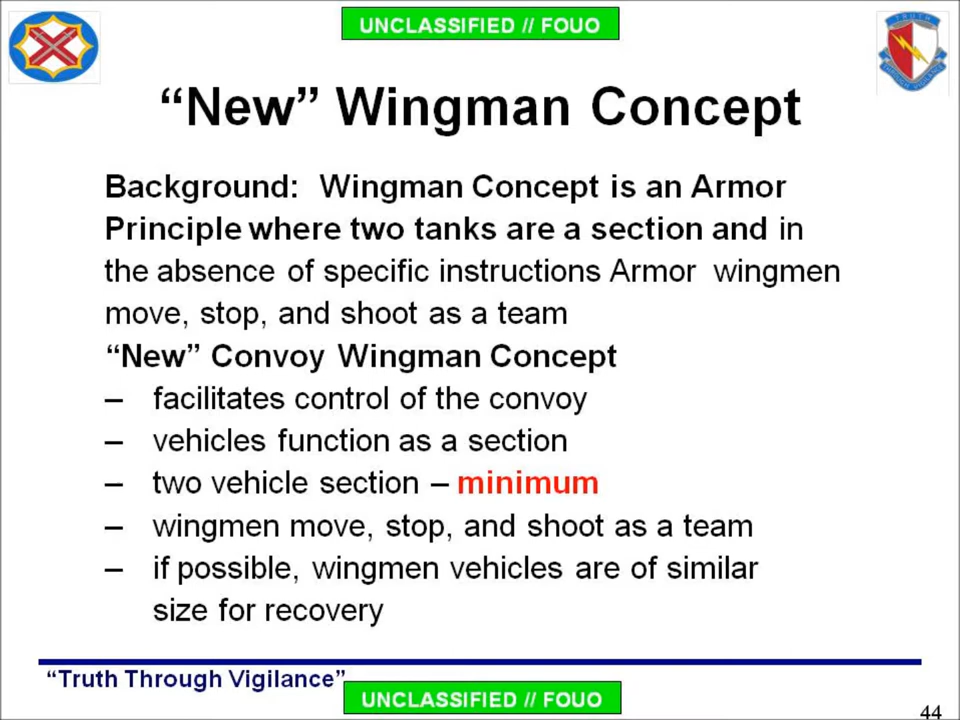 UNCLASSIFIED // FOUO
TRUTH
THROUGH VIGILANCE
“New” Wingman Concept
Background:  Wingman Concept is an Armor
Principle where two tanks are a section and in
the absence of specific instructions Armor  wingmen
move, stop, and shoot as a team
“New” Convoy Wingman Concept
– facilitates control of the convoy
– vehicles function as a section
– two vehicle section – minimum
– wingmen move, stop, and shoot as a team
– if possible, wingmen vehicles are of similar
size for recovery
“Truth Through Vigilance”
UNCLASSIFIED // FOUO
44